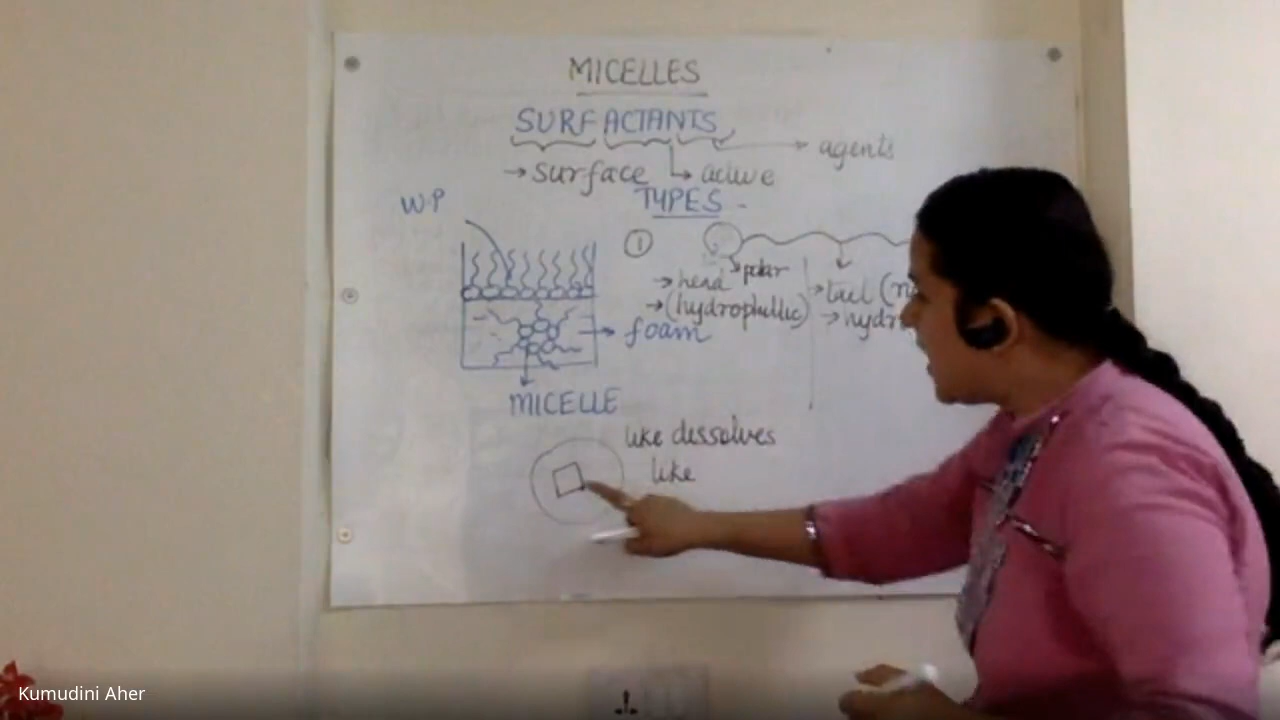 MICELLES
SURFACTANTS
→ agents
→ surface → active
W.P
TYPES -
①
polar
→ head
→ (hydrophillic)
→ tail
→
foam
MICELLE
like dissolves
like
Kumudini Aher